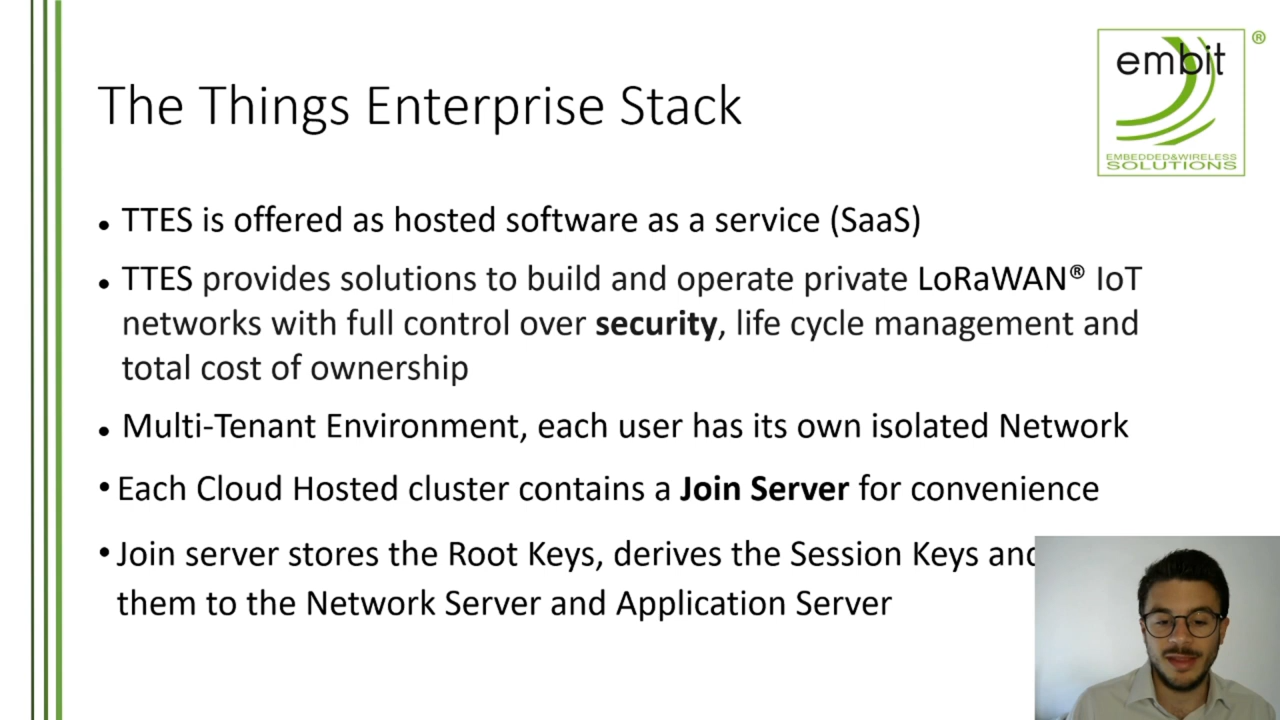 embit
®
EMBEDDED&WIRELESS
SOLUTIONS
The Things Enterprise Stack
• TTES is offered as hosted software as a service (SaaS)
• TTES provides solutions to build and operate private LoRaWAN® IoT
networks with full control over security, life cycle management and
total cost of ownership
• Multi-Tenant Environment, each user has its own isolated Network
• Each Cloud Hosted cluster contains a Join Server for convenience
• Join server stores the Root Keys, derives the Session Keys
them to the Network Server and Application Server